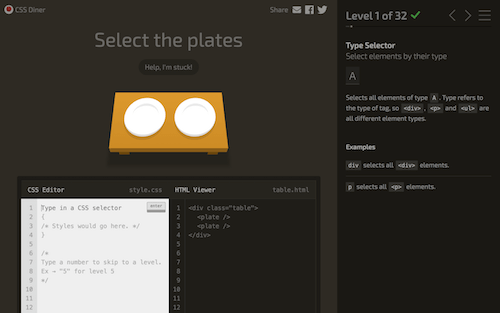 CSS Diner
Share
Select the plates
Help, I'm stuck!
CSS Editor
style.css
1
2
3
4
5
6
7
8
9
10
11
12
Type in a CSS selector
enter
{
/* Styles would go here. */
}
/*
Type a number to skip to a level.
Ex → "5" for level 5
*/
HTML Viewer
table.html
1
2
3
4
5
6
7
8
9
10
11
12
<div class="table">
<plate />
<plate />
</div>
Level 1 of 32
Type Selector
Select elements by their type
A
Selects all elements of type A. Type refers
to the type of tag, so <div>, <p> and <ul> are
all different element types.
Examples
div selects all <div> elements.
p selects all <p> elements.